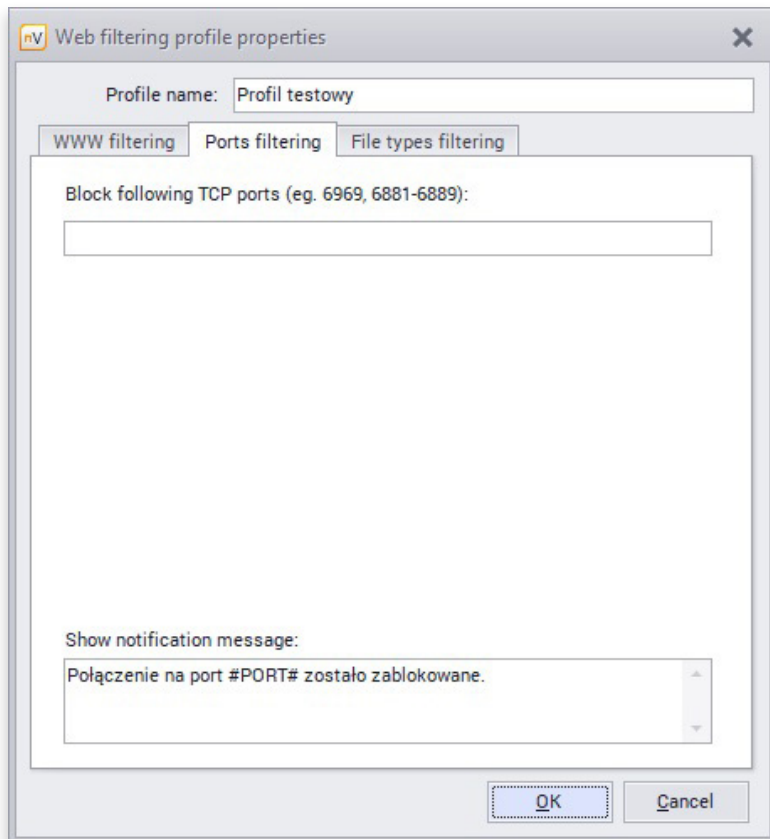 nV Web filtering profile properties
Profile name: Profil testowy
WWW filtering Ports filtering File types filtering
Block following TCP ports (eg. 6969, 6881-6889):
Show notification message:
Połączenie na port #PORT# zostało zablokowane.
OK Cancel